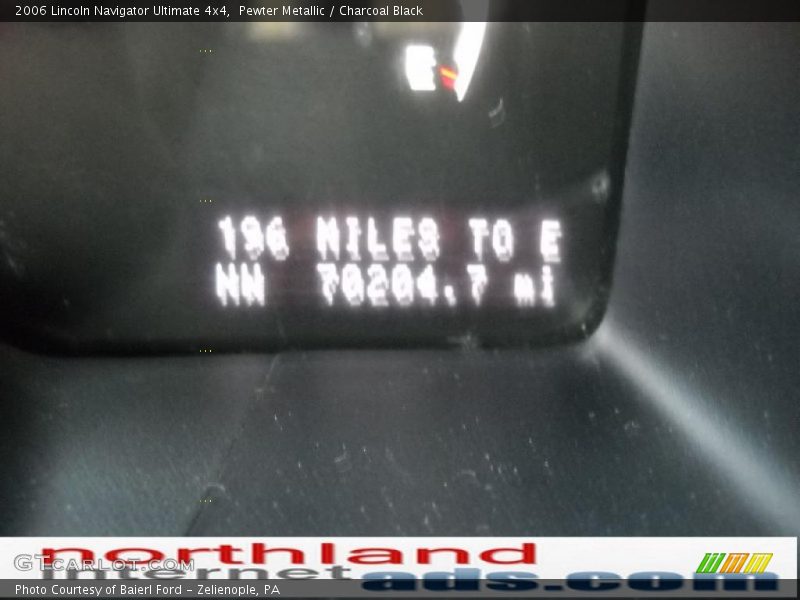 2006 Lincoln Navigator Ultimate 4x4,  Pewter Metallic / Charcoal Black
E
196 MILES TO E
NW 70204.7 mi
northland
GTCARLOT.COM
internet ads.com
Photo Courtesy of Baierl Ford - Zelienople, PA